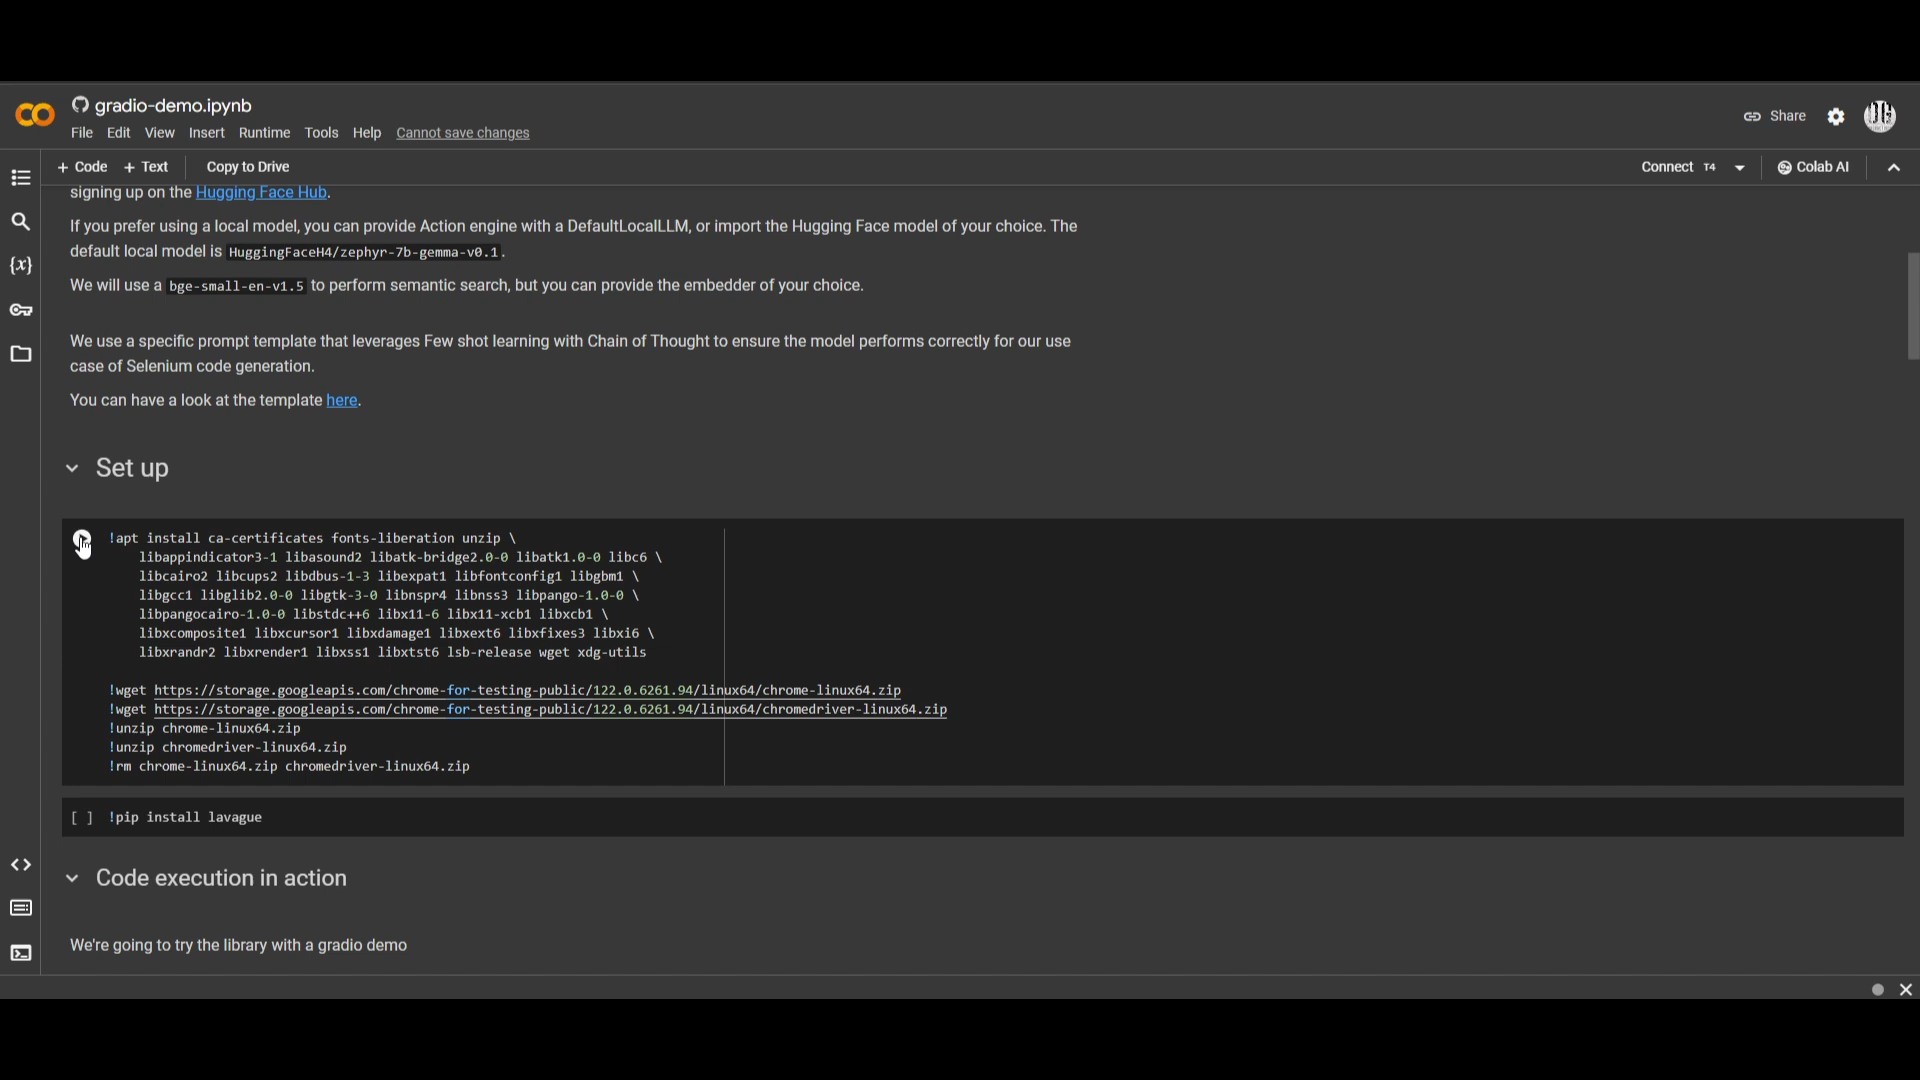 gradio-demo.ipynb
File Edit View Insert Runtime Tools Help Cannot save changes
Share
+ Code + Text Copy to Drive
Connect T4 Colab AI
signing up on the Hugging Face Hub.
If you prefer using a local model, you can provide Action engine with a DefaultLocalLLM, or import the Hugging Face model of your choice. The
default local model is HuggingFaceH4/zephyr-7b-gemma-v0.1.
We will use a bge-small-en-v1.5 to perform semantic search, but you can provide the embedder of your choice.
We use a specific prompt template that leverages Few shot learning with Chain of Thought to ensure the model performs correctly for our use
case of Selenium code generation.
You can have a look at the template here.
Set up
!apt install ca-certificates fonts-liberation unzip \
libappindicator3-1 libasound2 libatk-bridge2.0-0 libatk1.0-0 libc6 \
libcairo2 libcups2 libdbus-1-3 libexpat1 libfontconfig1 libgbm1 \
libgcc1 libglib2.0-0 libgtk-3-0 libnspr4 libnss3 libpango-1.0-0 \
libpangocairo-1.0-0 libstdc++6 libx11-6 libx11-xcb1 libxcb1 \
libxcomposite1 libxcursor1 libxdamage1 libxext6 libxfixes3 libxi6 \
libxrandr2 libxrender1 libxss1 libxtst6 lsb-release wget xdg-utils
!wget https://storage.googleapis.com/chrome-for-testing-public/122.0.6261.94/linux64/chrome-linux64.zip
!wget https://storage.googleapis.com/chrome-for-testing-public/122.0.6261.94/linux64/chromedriver-linux64.zip
!unzip chrome-linux64.zip
!unzip chromedriver-linux64.zip
!rm chrome-linux64.zip chromedriver-linux64.zip
[ ] !pip install lavague
Code execution in action
We're going to try the library with a gradio demo